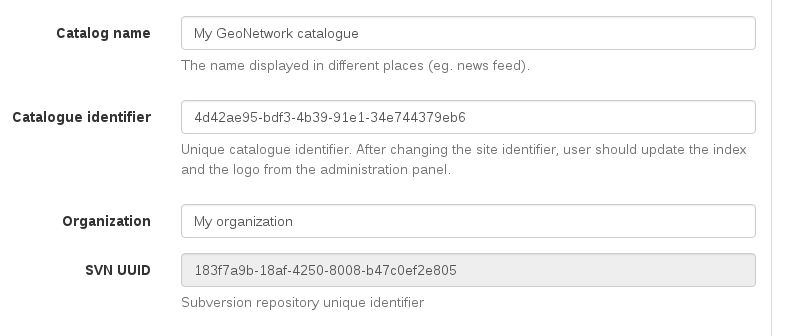 Catalog name My GeoNetwork catalogue
The name displayed in different places (eg. news feed).
Catalogue identifier 4d42ae95-bdf3-4b39-91e1-34e744379eb6
Unique catalogue identifier. After changing the site identifier, user should update the index
and the logo from the administration panel.
Organization My organization
SVN UUID 183f7a9b-18af-4250-8008-b47c0ef2e805
Subversion repository unique identifier